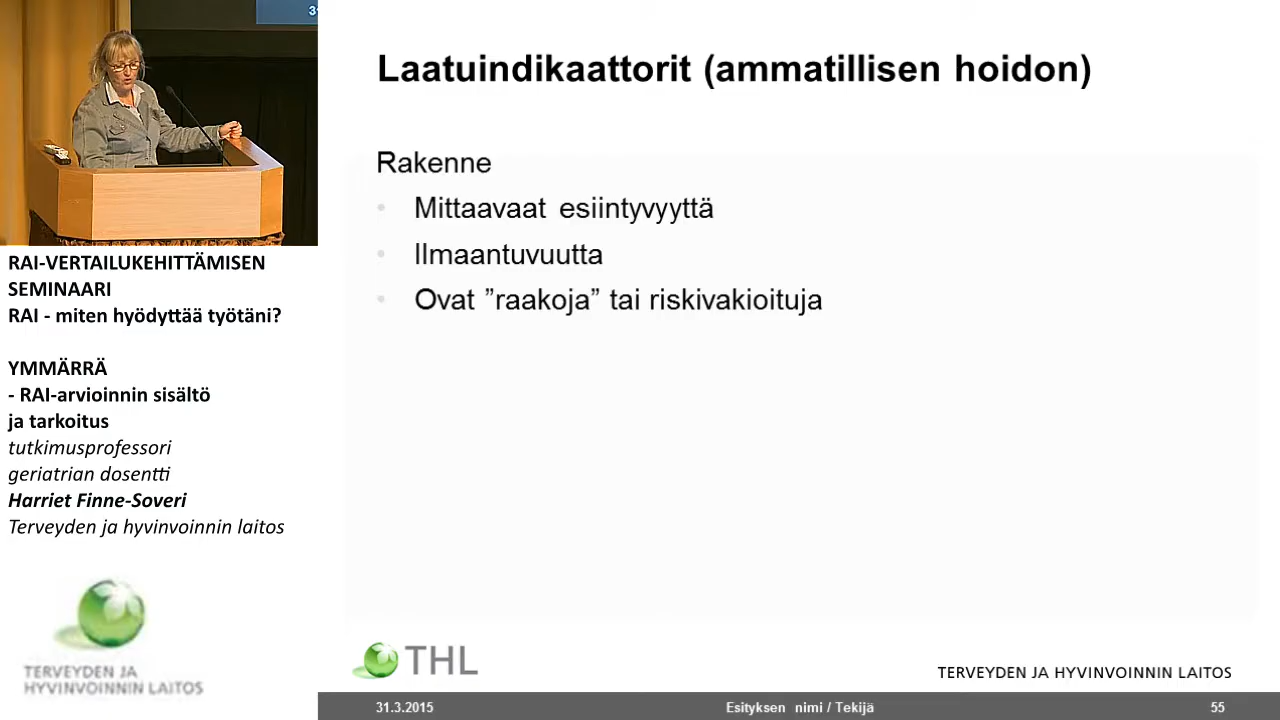 Laatuindikaattorit (ammatillisen hoidon)
Rakenne
• Mittaavaat esiintyvyyttä
• Ilmaantuvuutta
• Ovat ”raakoja” tai riskivakioituja
RAI-VERTAILUKEHITTÄMISEN
SEMINAARI
RAI - miten hyödyttää työtäni?
YMMÄRRÄ
- RAI-arvioinnin sisältö
ja tarkoitus
tutkimusprofessori
geriatrian dosentti
Harriet Finne-Soveri
Terveyden ja hyvinvoinnin laitos
TERVEYDEN JA
HYVINVOINNIN LAITOS
THL
TERVEYDEN JA HYVINVOINNIN LAITOS
31.3.2015
Esityksen nimi / Tekijä
55